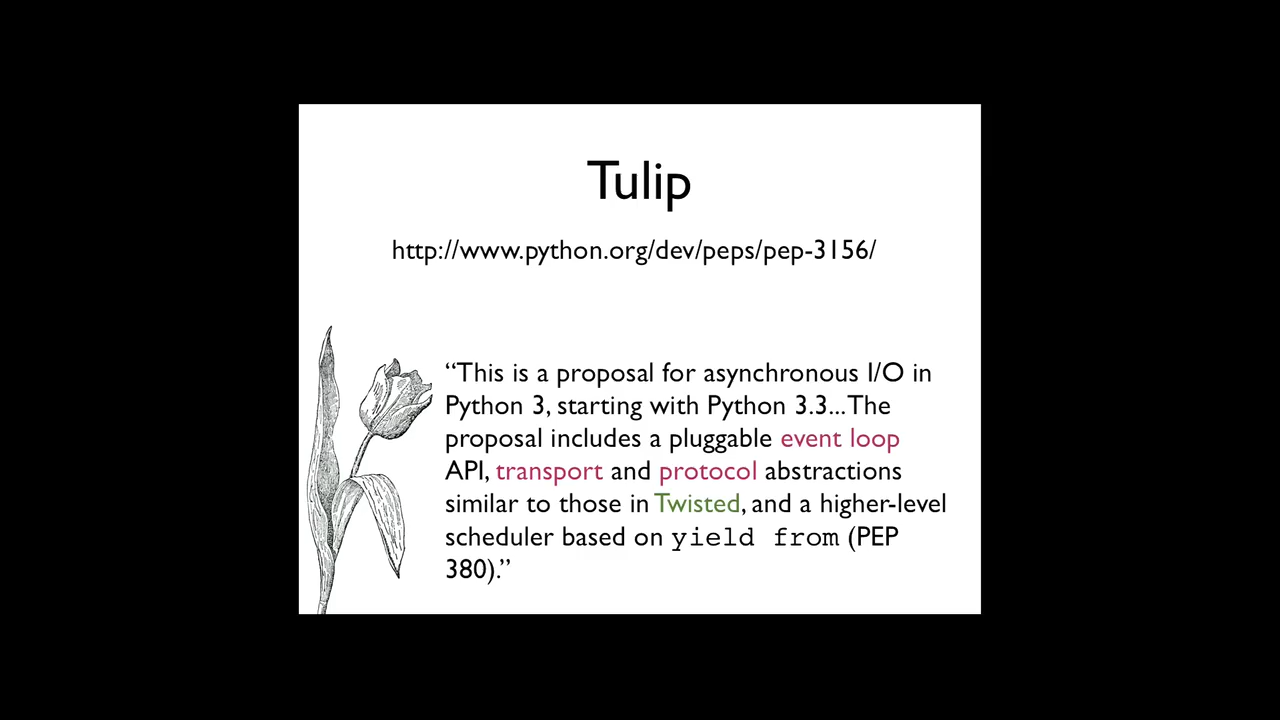 Tulip
http://www.python.org/dev/peps/pep-3156/
“This is a proposal for asynchronous I/O in
Python 3, starting with Python 3.3...The
proposal includes a pluggable event loop
API, transport and protocol abstractions
similar to those in Twisted, and a higher-level
scheduler based on yield from (PEP
380).”